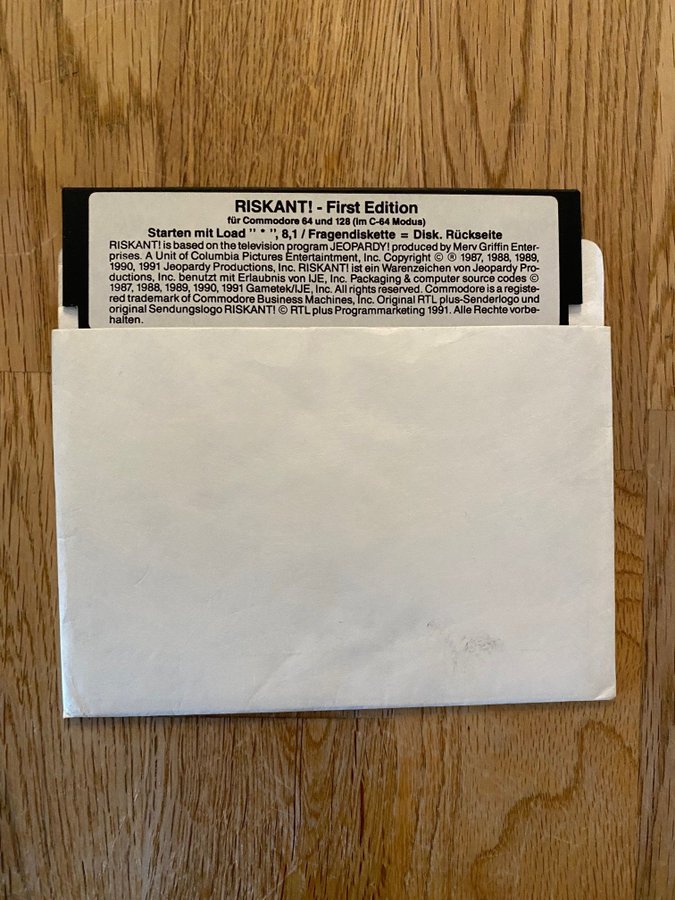 RISKANT! - First Edition
für Commodore 64 und 128 (im C-64 Modus)
Starten mit Load " * ", 8,1 / Fragendiskette = Disk. Rückseite
RISKANT! is based on the television program JEOPARDY! produced by Merv Griffin Enter-
prises. A Unit of Columbia Pictures Entertaintment, Inc. Copyright © ® 1987, 1988, 1989,
1990, 1991 Jeopardy Productions, Inc. RISKANT! ist ein Warenzeichen von Jeopardy Pro-
ductions, Inc. benutzt mit Erlaubnis von IJE, Inc. Packaging & computer source codes ©
1987, 1988, 1989, 1990, 1991 Gametek/IJE, Inc. All rights reserved. Commodore is a registe-
red trademark of Commodore Business Machines, Inc. Original RTL plus-Senderlogo und
original Sendungslogo RISKANT! © RTL plus Programmarketing 1991. Alle Rechte vorbe-
halten.